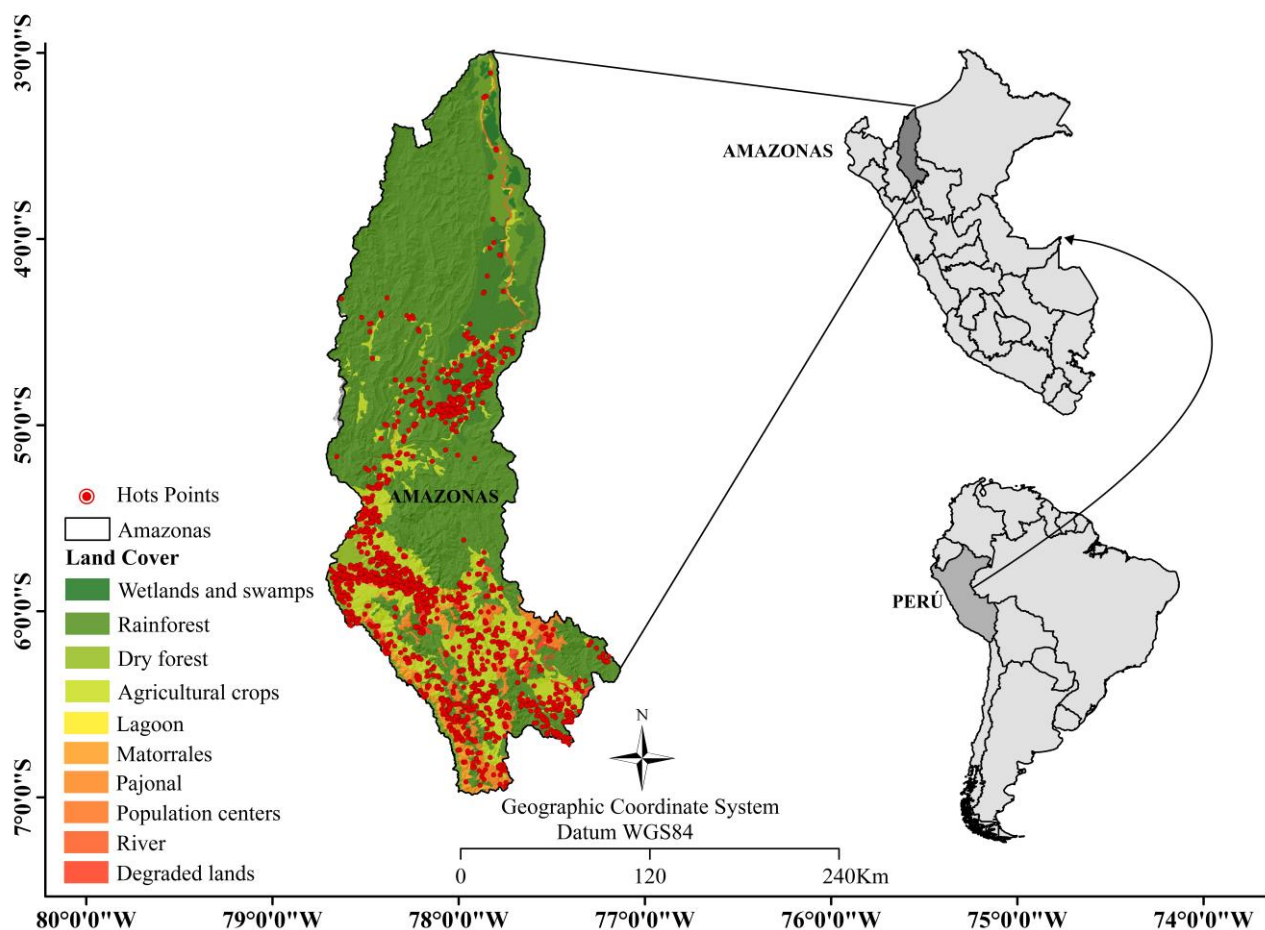 3°0'0"S
4°0'0"S
5°0'0"S
6°0'0"S
7°0'0"S
AMAZONAS
AMAZONAS
PERÚ
Hots Points
Amazonas
Land Cover
Wetlands and swamps
Rainforest
Dry forest
Agricultural crops
Lagoon
Matorrales
Pajonal
Population centers
River
Degraded lands
N
Geographic Coordinate System
Datum WGS84
0 120 240Km
80°0'0"W 79°0'0"W 78°0'0"W 77°0'0"W 76°0'0"W 75°0'0"W 74°0'0"W